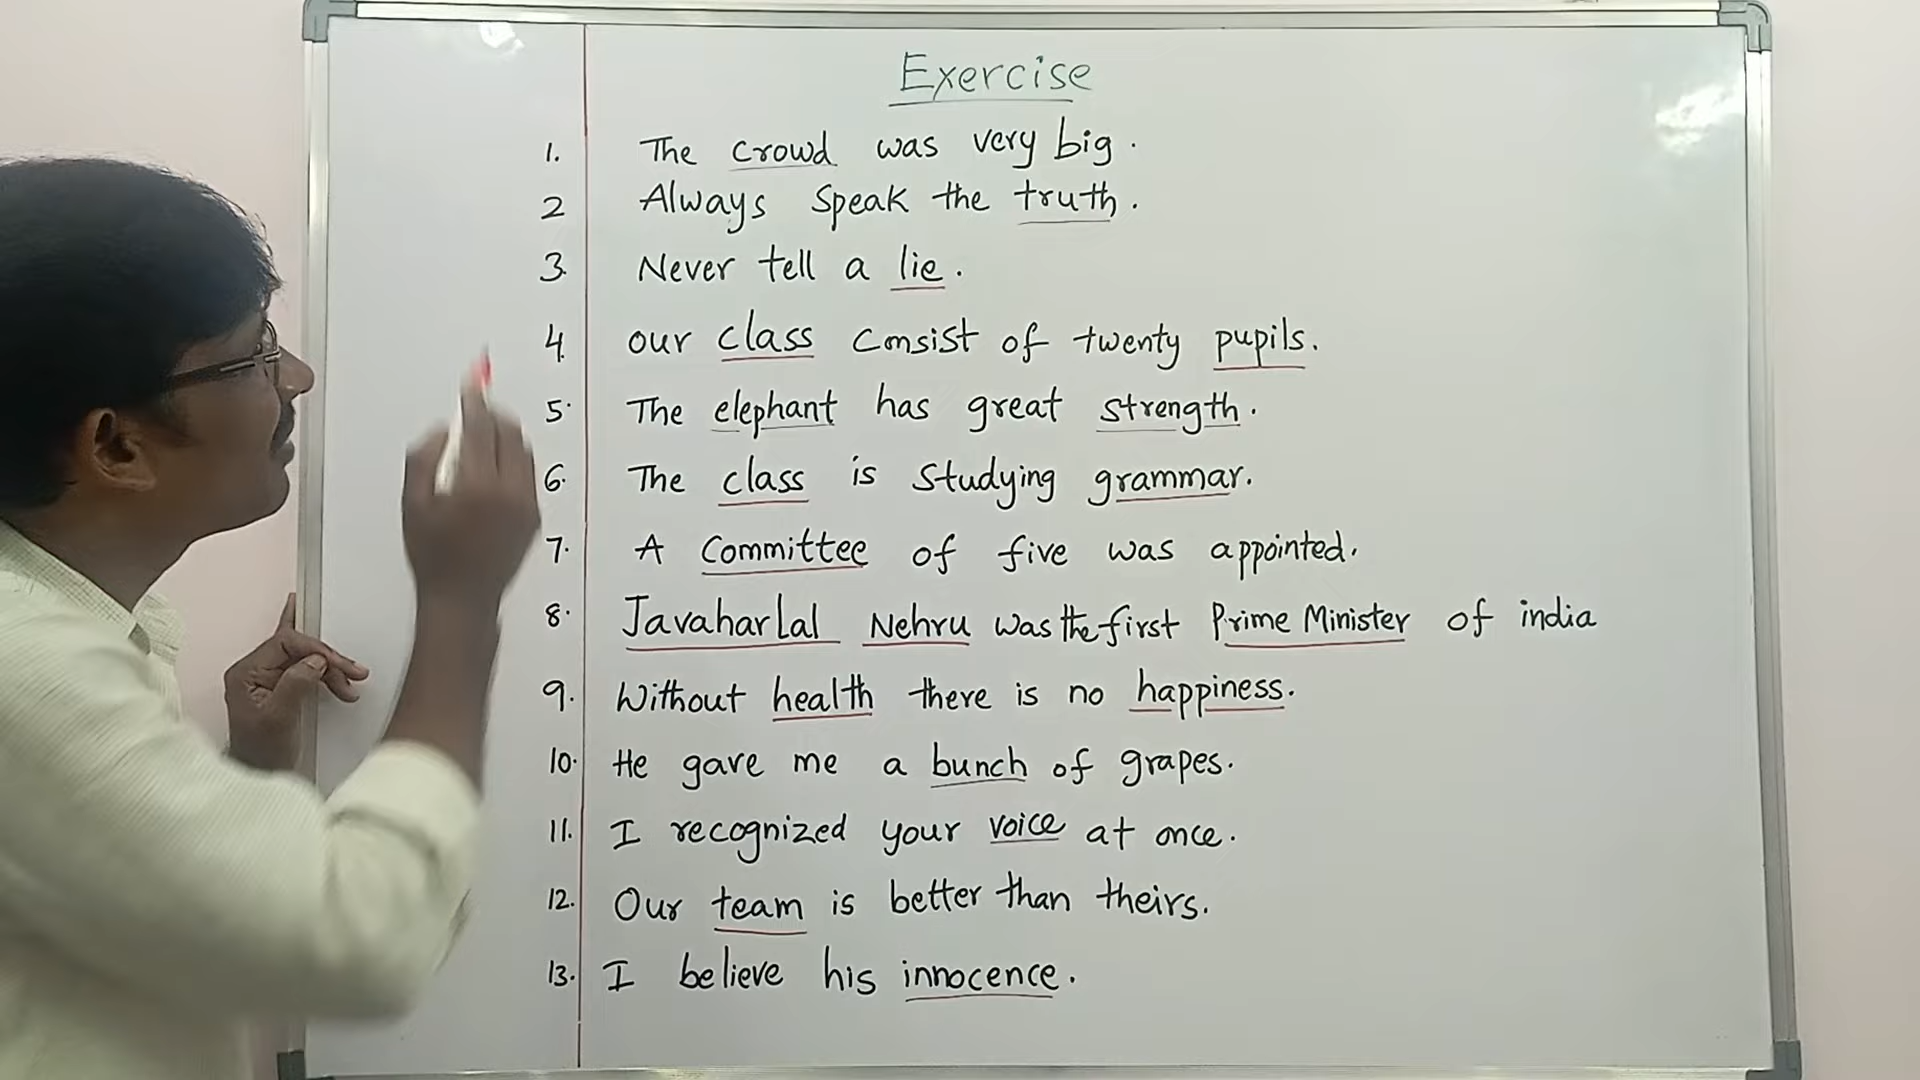 Exercise
1. The crowd was very big.
2 Always speak the truth.
3. Never tell a lie.
4. our class consist of twenty pupils.
5. The elephant has great strength.
6. The class is studying grammar.
7. A committee of five was appointed.
8. Javaharlal Nehru was the first Prime Minister of india
9. Without health there is no happiness.
10. He gave me a bunch of grapes.
11. I recognized your voice at once.
12. Our team is better than theirs.
13. I believe his innocence.